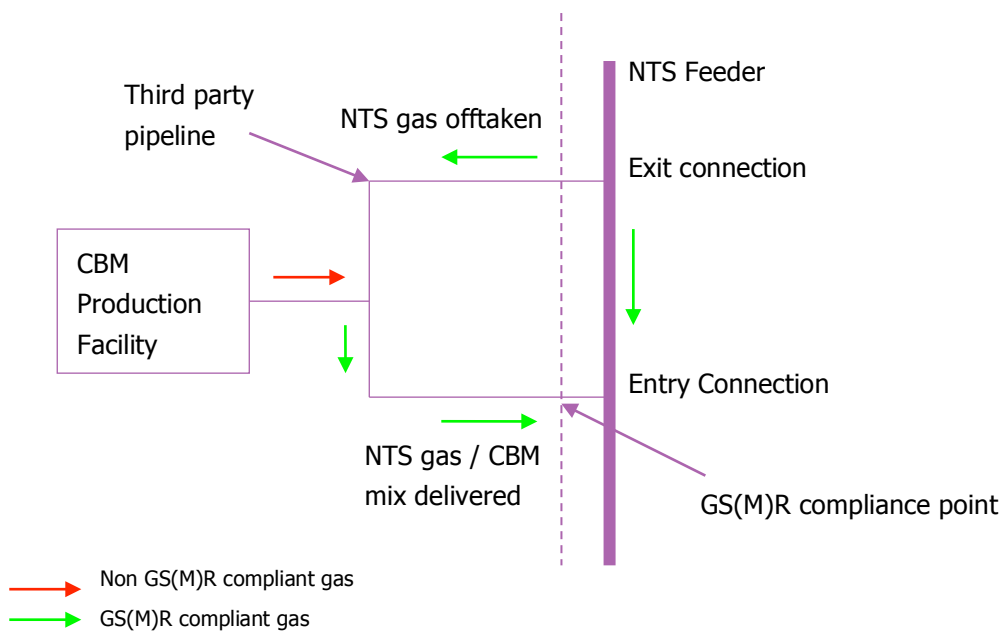 NTS Feeder
Third party
pipeline
NTS gas offtaken
Exit connection
CBM
Production
Facility
Entry Connection
NTS gas / CBM
mix delivered
GS(M)R compliance point
Non GS(M)R compliant gas
GS(M)R compliant gas